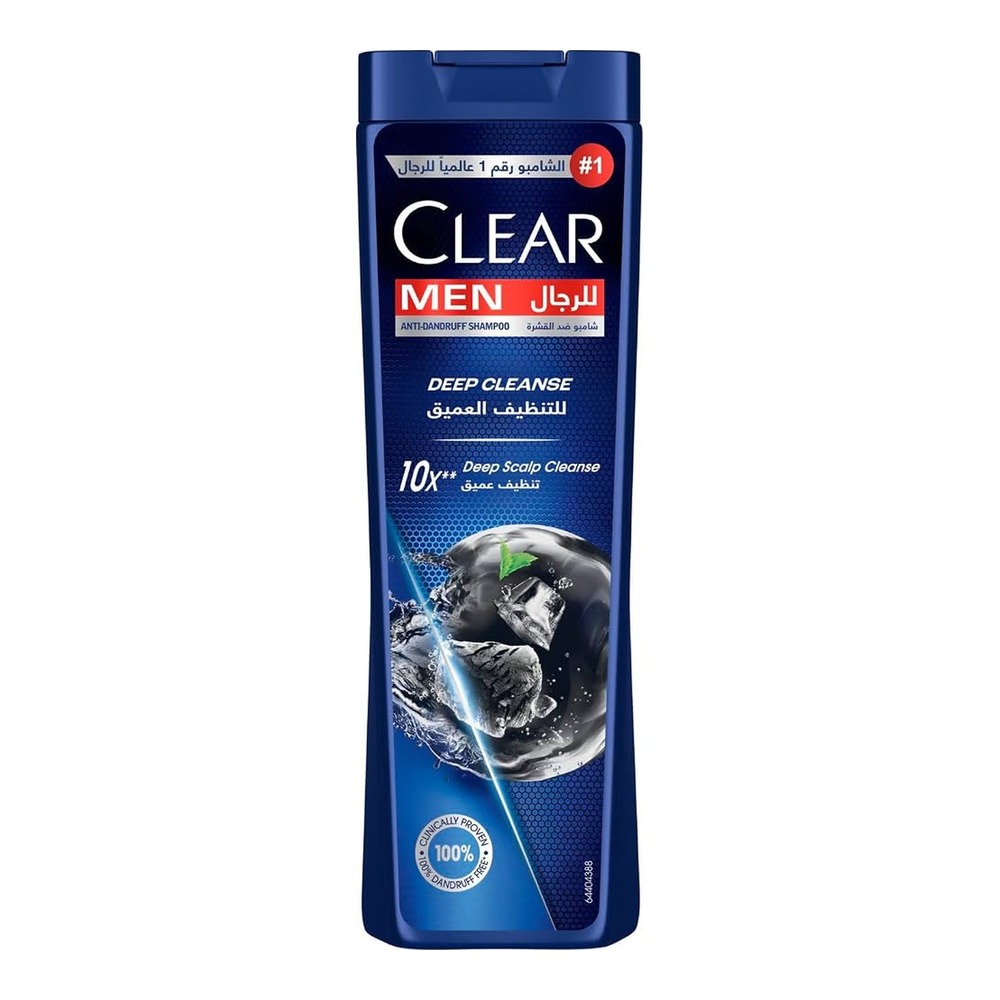 الشامبو رقم 1 عالمياً للرجال #1
CLEAR
MEN للرجال
ANTI-DANDRUFF SHAMPOO شامبو ضد القشرة
DEEP CLEANSE
للتنظيف العميق
10x** Deep Scalp Cleanse
تنظيف عميق
CLINICALLY PROVEN
100%
100% DANDRUFF FREE*
64404388